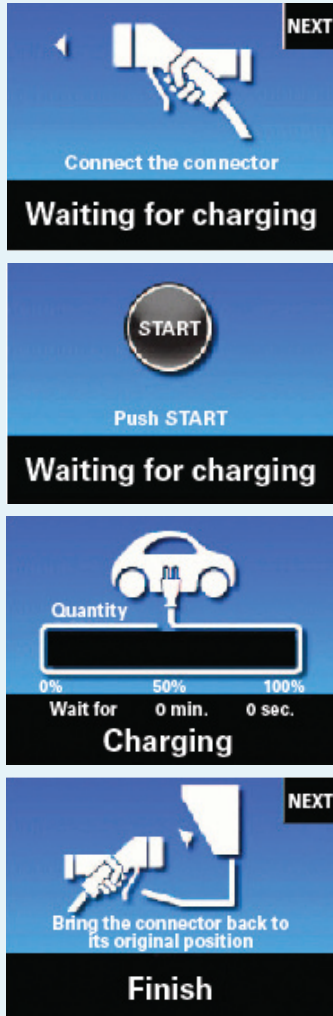 NEXT
Connect the connector
Waiting for charging
START
Push START
Waiting for charging
Quantity
0% 50% 100%
Wait for 0 min. 0 sec.
Charging
NEXT
Bring the connector back to
its original position
Finish